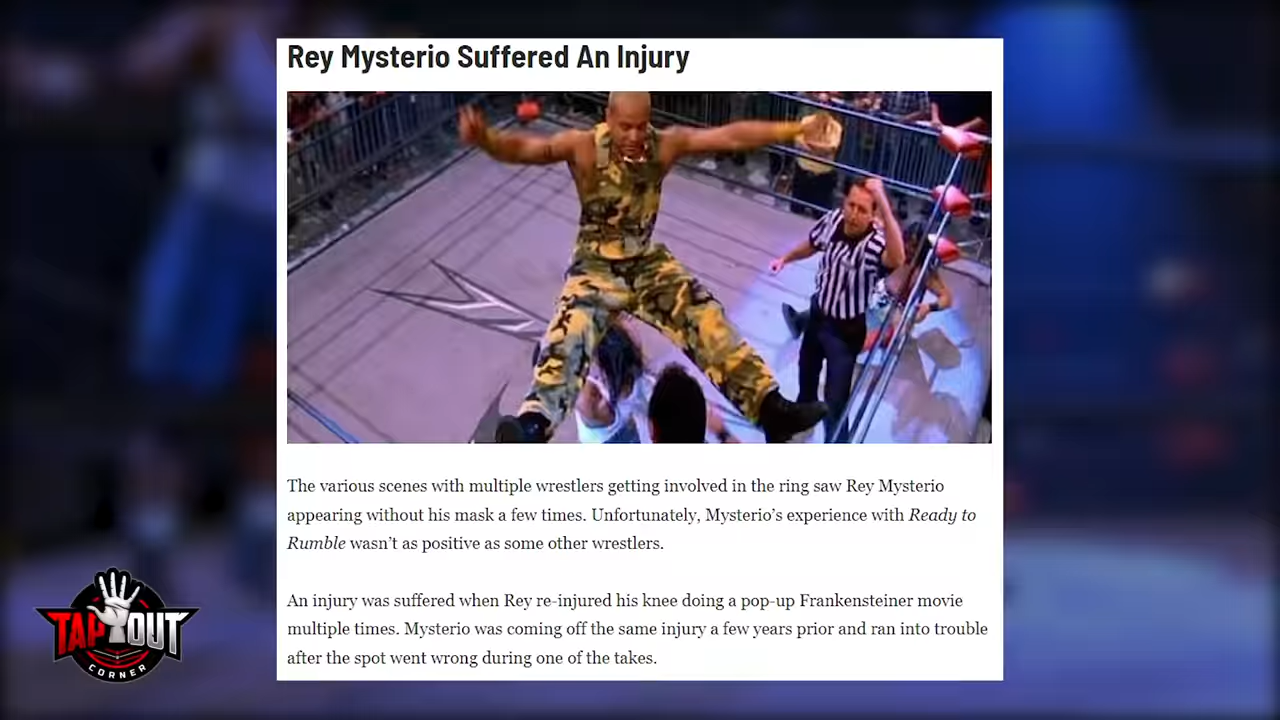 Rey Mysterio Suffered An Injury
The various scenes with multiple wrestlers getting involved in the ring saw Rey Mysterio
appearing without his mask a few times. Unfortunately, Mysterio’s experience with Ready to
Rumble wasn’t as positive as some other wrestlers.
An injury was suffered when Rey re-injured his knee doing a pop-up Frankensteiner movie
multiple times. Mysterio was coming off the same injury a few years prior and ran into trouble
after the spot went wrong during one of the takes.
TAP OUT
CORNER